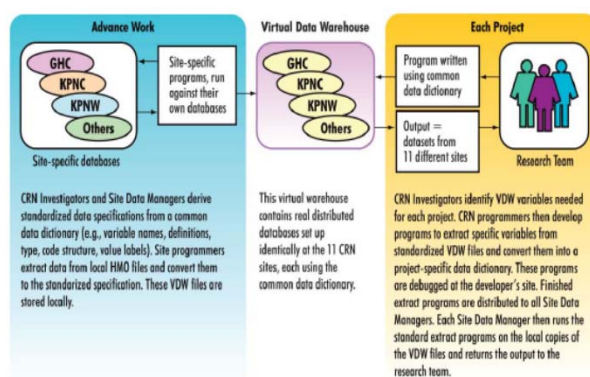 Advance Work
GHC
KPNC
KPNW
Others
Site-specific databases
Site-specific
programs, run
against their
own databases
CRN Investigators and Site Data Managers derive
standardized data specifications from a common
data dictionary (e.g., variable names, definitions,
type, code structure, value labels). Site programmers
extract data from local HMO files and convert them
to the standarized specification. These VDW files are
stored locally.
Virtual Data Warehouse
GHC
KPNC
KPNW
Others
This virtual warehouse
contains real distributed
databases set up
identically at the 11 CRN
sites, each using the
common data dictionary.
Each Project
Program written
using common
data dictionary
Output =
datasets from
11 different sites
Research Team
CRN Investigators identify VDW variables needed
for each project. CRN programmers then develop
programs to extract specific variables from
standardized VDW files and convert them into a
project-specific data dictionary. These programs
are debugged at the developer's site. Finished
extract programs are distributed to all Site Data
Managers. Each Site Data Manager then runs the
standard extract programs on the local copies of
the VDW files and returns the output to the
research team.